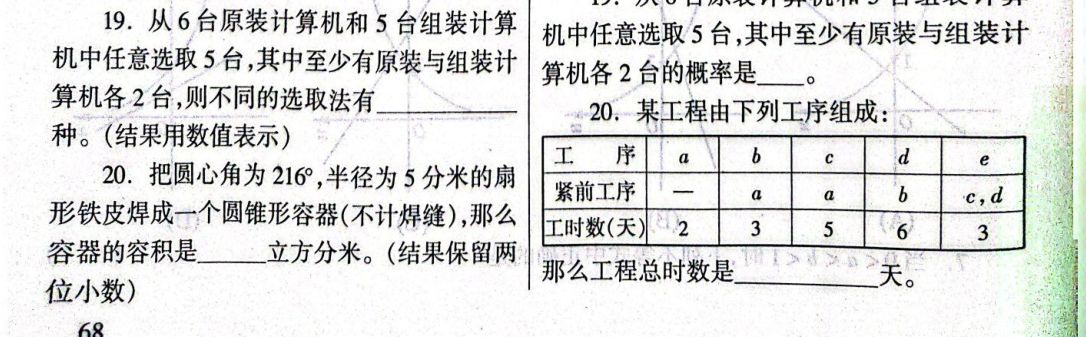 19. 从6台原装计算机和5台组装计算
机中任意选取5台,其中至少有原装与组装计
算机各2台,则不同的选取法有______
种。(结果用数值表示)
20. 把圆心角为216°,半径为5分米的扇
形铁皮焊成一个圆锥形容器(不计焊缝),那么
容器的容积是____立方分米。(结果保留两
位小数)
68
机中任意选取5台,其中至少有原装与组装计
算机各2台的概率是___。
20. 某工程由下列工序组成:
工 序 a b c d e
紧前工序 — a a b c,d
工时数(天) 2 3 5 6 3
那么工程总时数是______天。